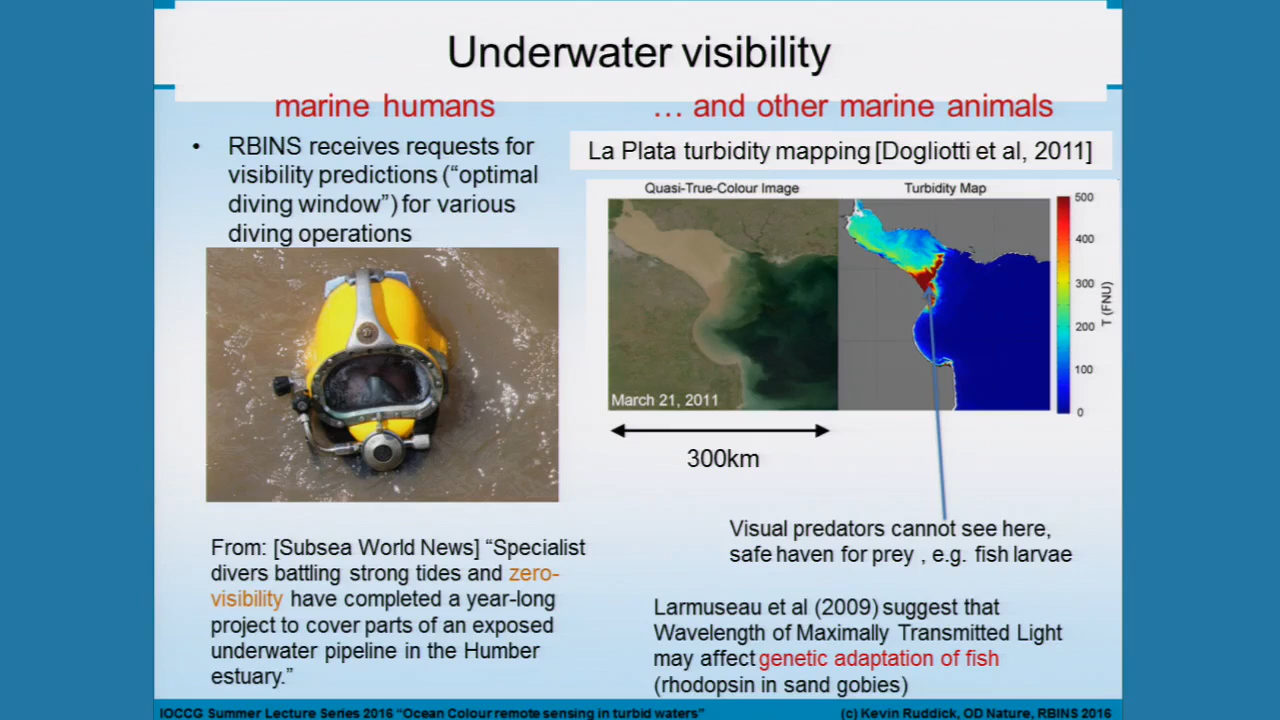 Underwater visibility
marine humans
• RBINS receives requests for
visibility predictions (“optimal
diving window”) for various
diving operations
From: [Subsea World News] “Specialist
divers battling strong tides and zero-
visibility have completed a year-long
project to cover parts of an exposed
underwater pipeline in the Humber
estuary.”
… and other marine animals
La Plata turbidity mapping [Dogliotti et al, 2011]
Quasi-True-Colour Image
Turbidity Map
March 21, 2011
500
400
300
200
100
0
T (FNU)
300km
Visual predators cannot see here,
safe haven for prey , e.g. fish larvae
Larmuseau et al (2009) suggest that
Wavelength of Maximally Transmitted Light
may affect genetic adaptation of fish
(rhodopsin in sand gobies)
IOCCG Summer Lecture Series 2016 “Ocean Colour remote sensing in turbid waters”
(c) Kevin Ruddick, OD Nature, RBINS 2016